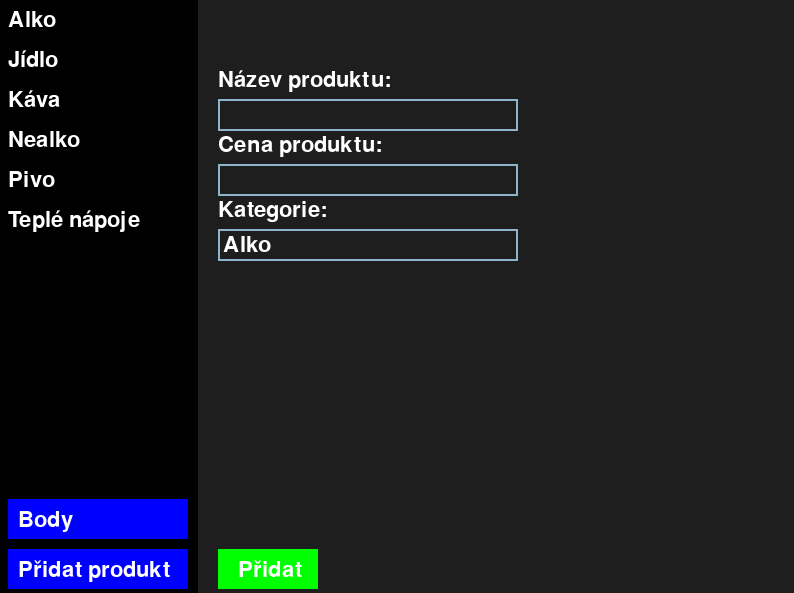 Alko
Jídlo
Káva
Nealko
Pivo
Teplé nápoje
Body
Přidat produkt
Název produktu:
Cena produktu:
Kategorie:
Alko
Přidat